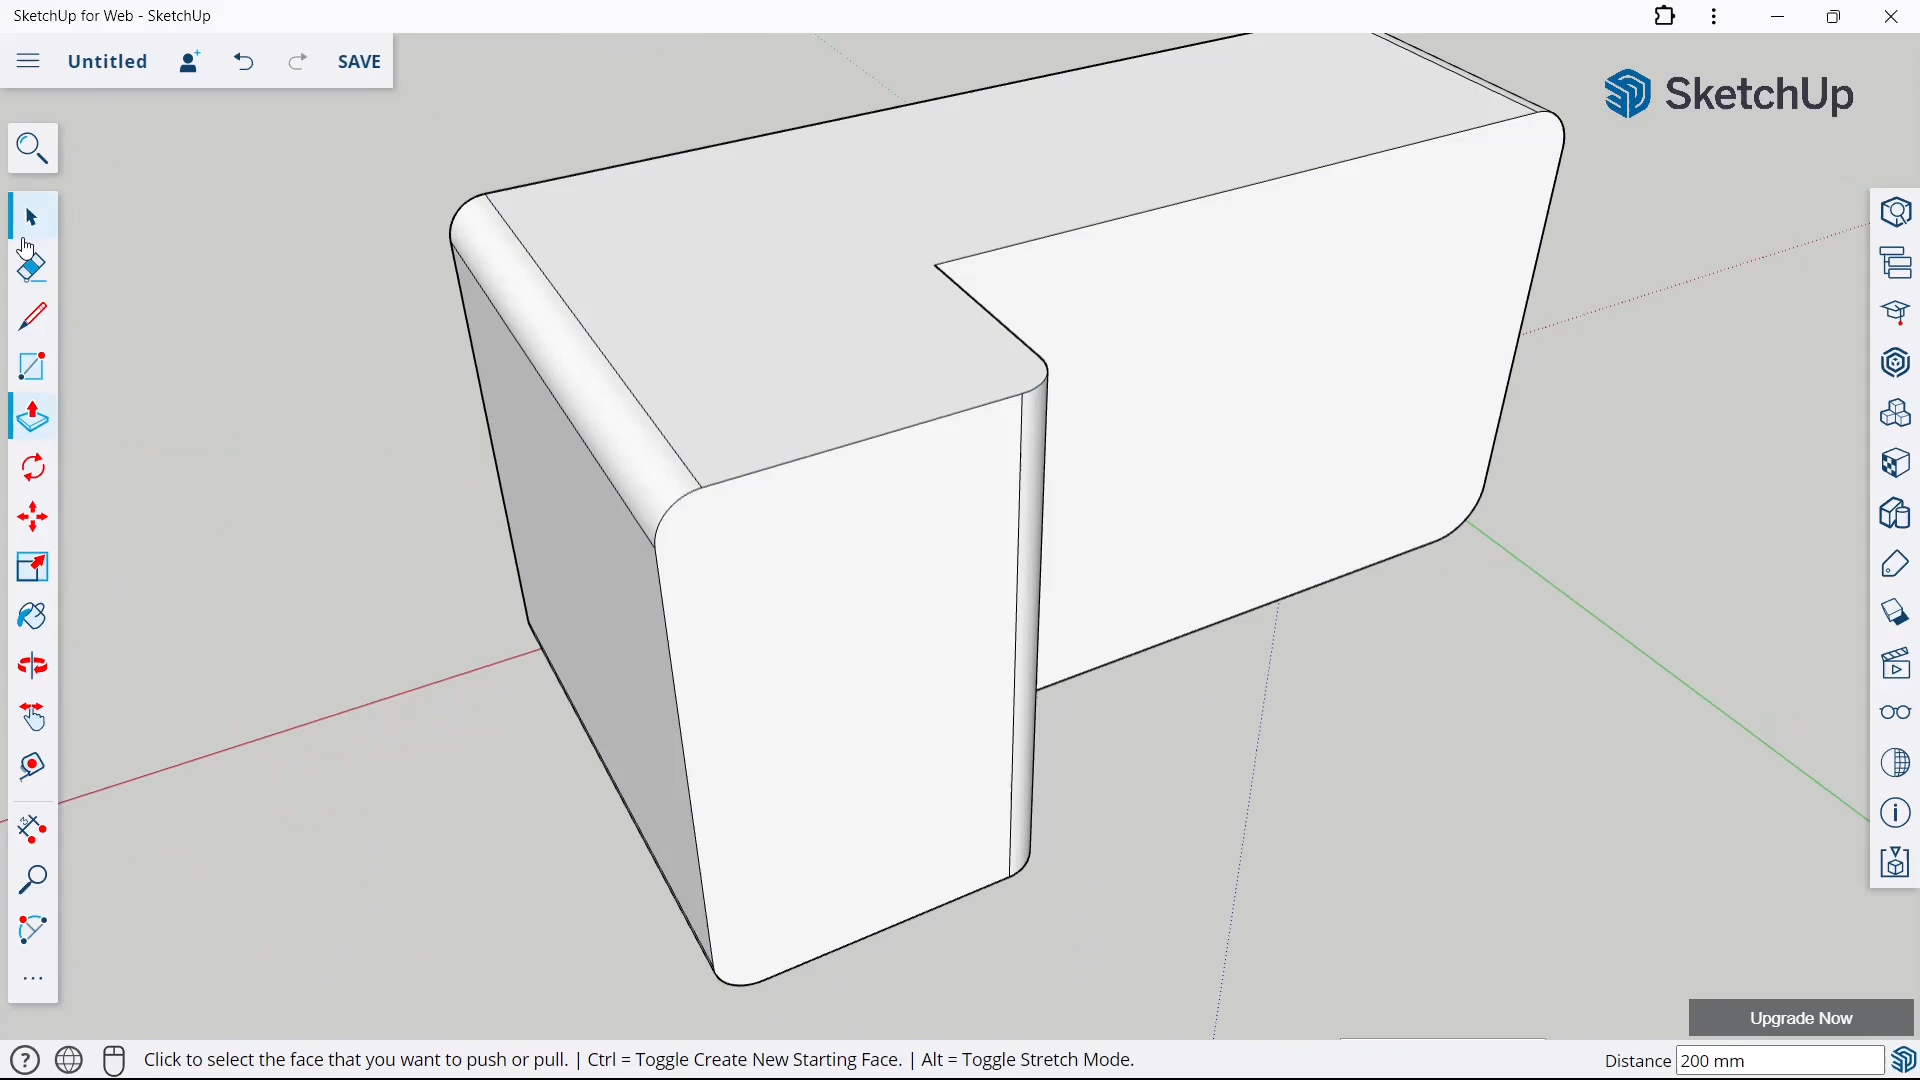 SketchUp for Web - SketchUp
Untitled
SAVE
SketchUp
Upgrade Now
Click to select the face that you want to push or pull. | Ctrl = Toggle Create New Starting Face. | Alt = Toggle Stretch Mode.
Distance 200 mm